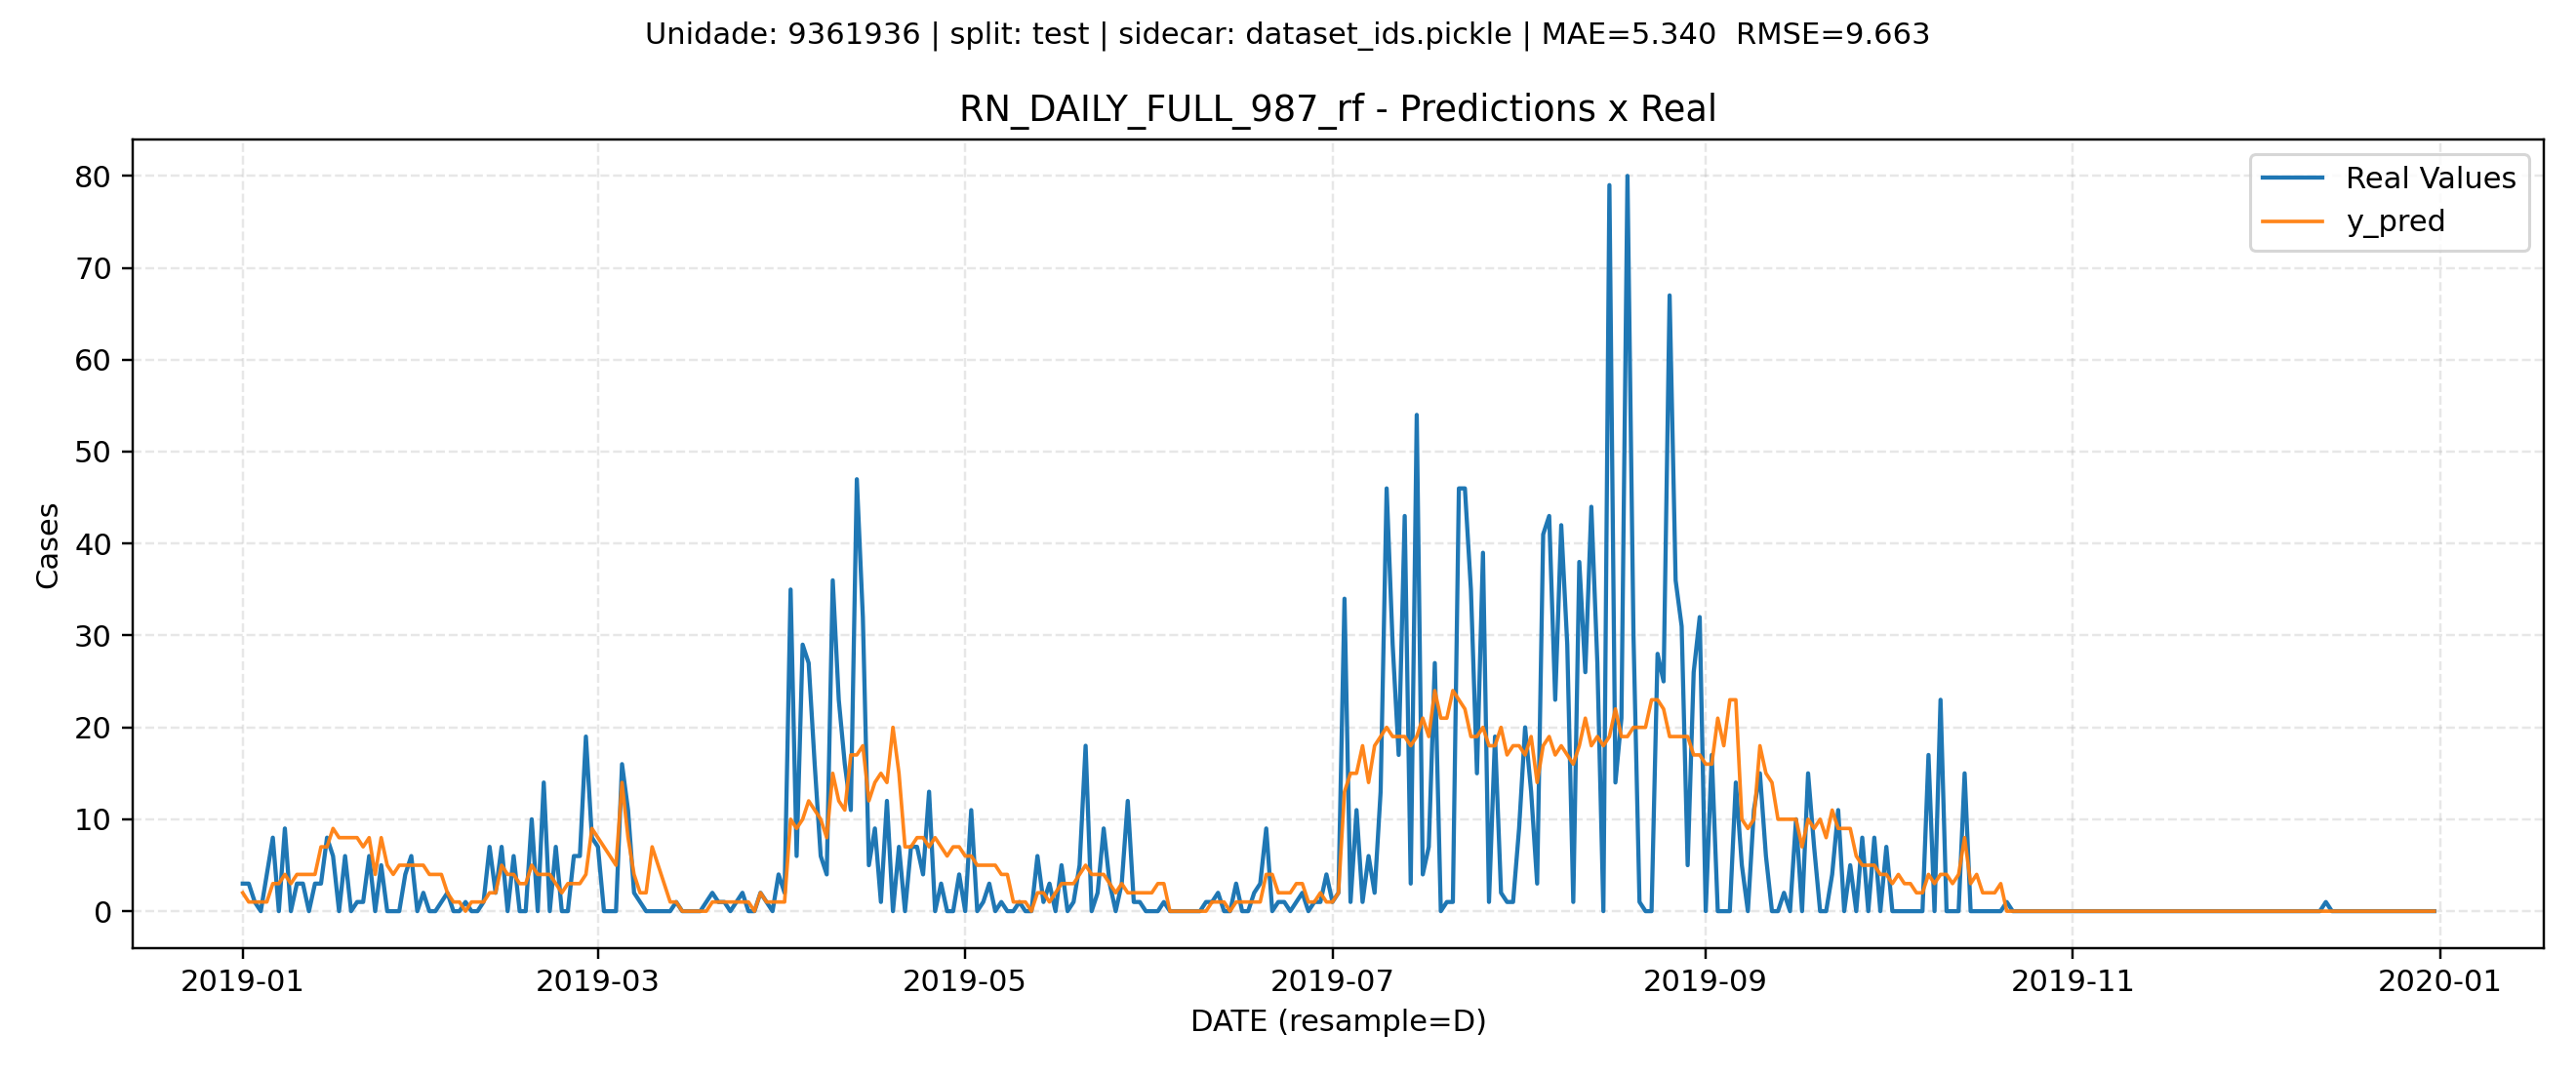 Unidade: 9361936 | split: test | sidecar: dataset_ids.pickle | MAE=5.340  RMSE=9.663
RN_DAILY_FULL_987_rf - Predictions x Real
Real Values
y_pred
80
70
60
50
40
30
20
10
0
Cases
2019-01
2019-03
2019-05
2019-07
2019-09
2019-11
2020-01
DATE (resample=D)